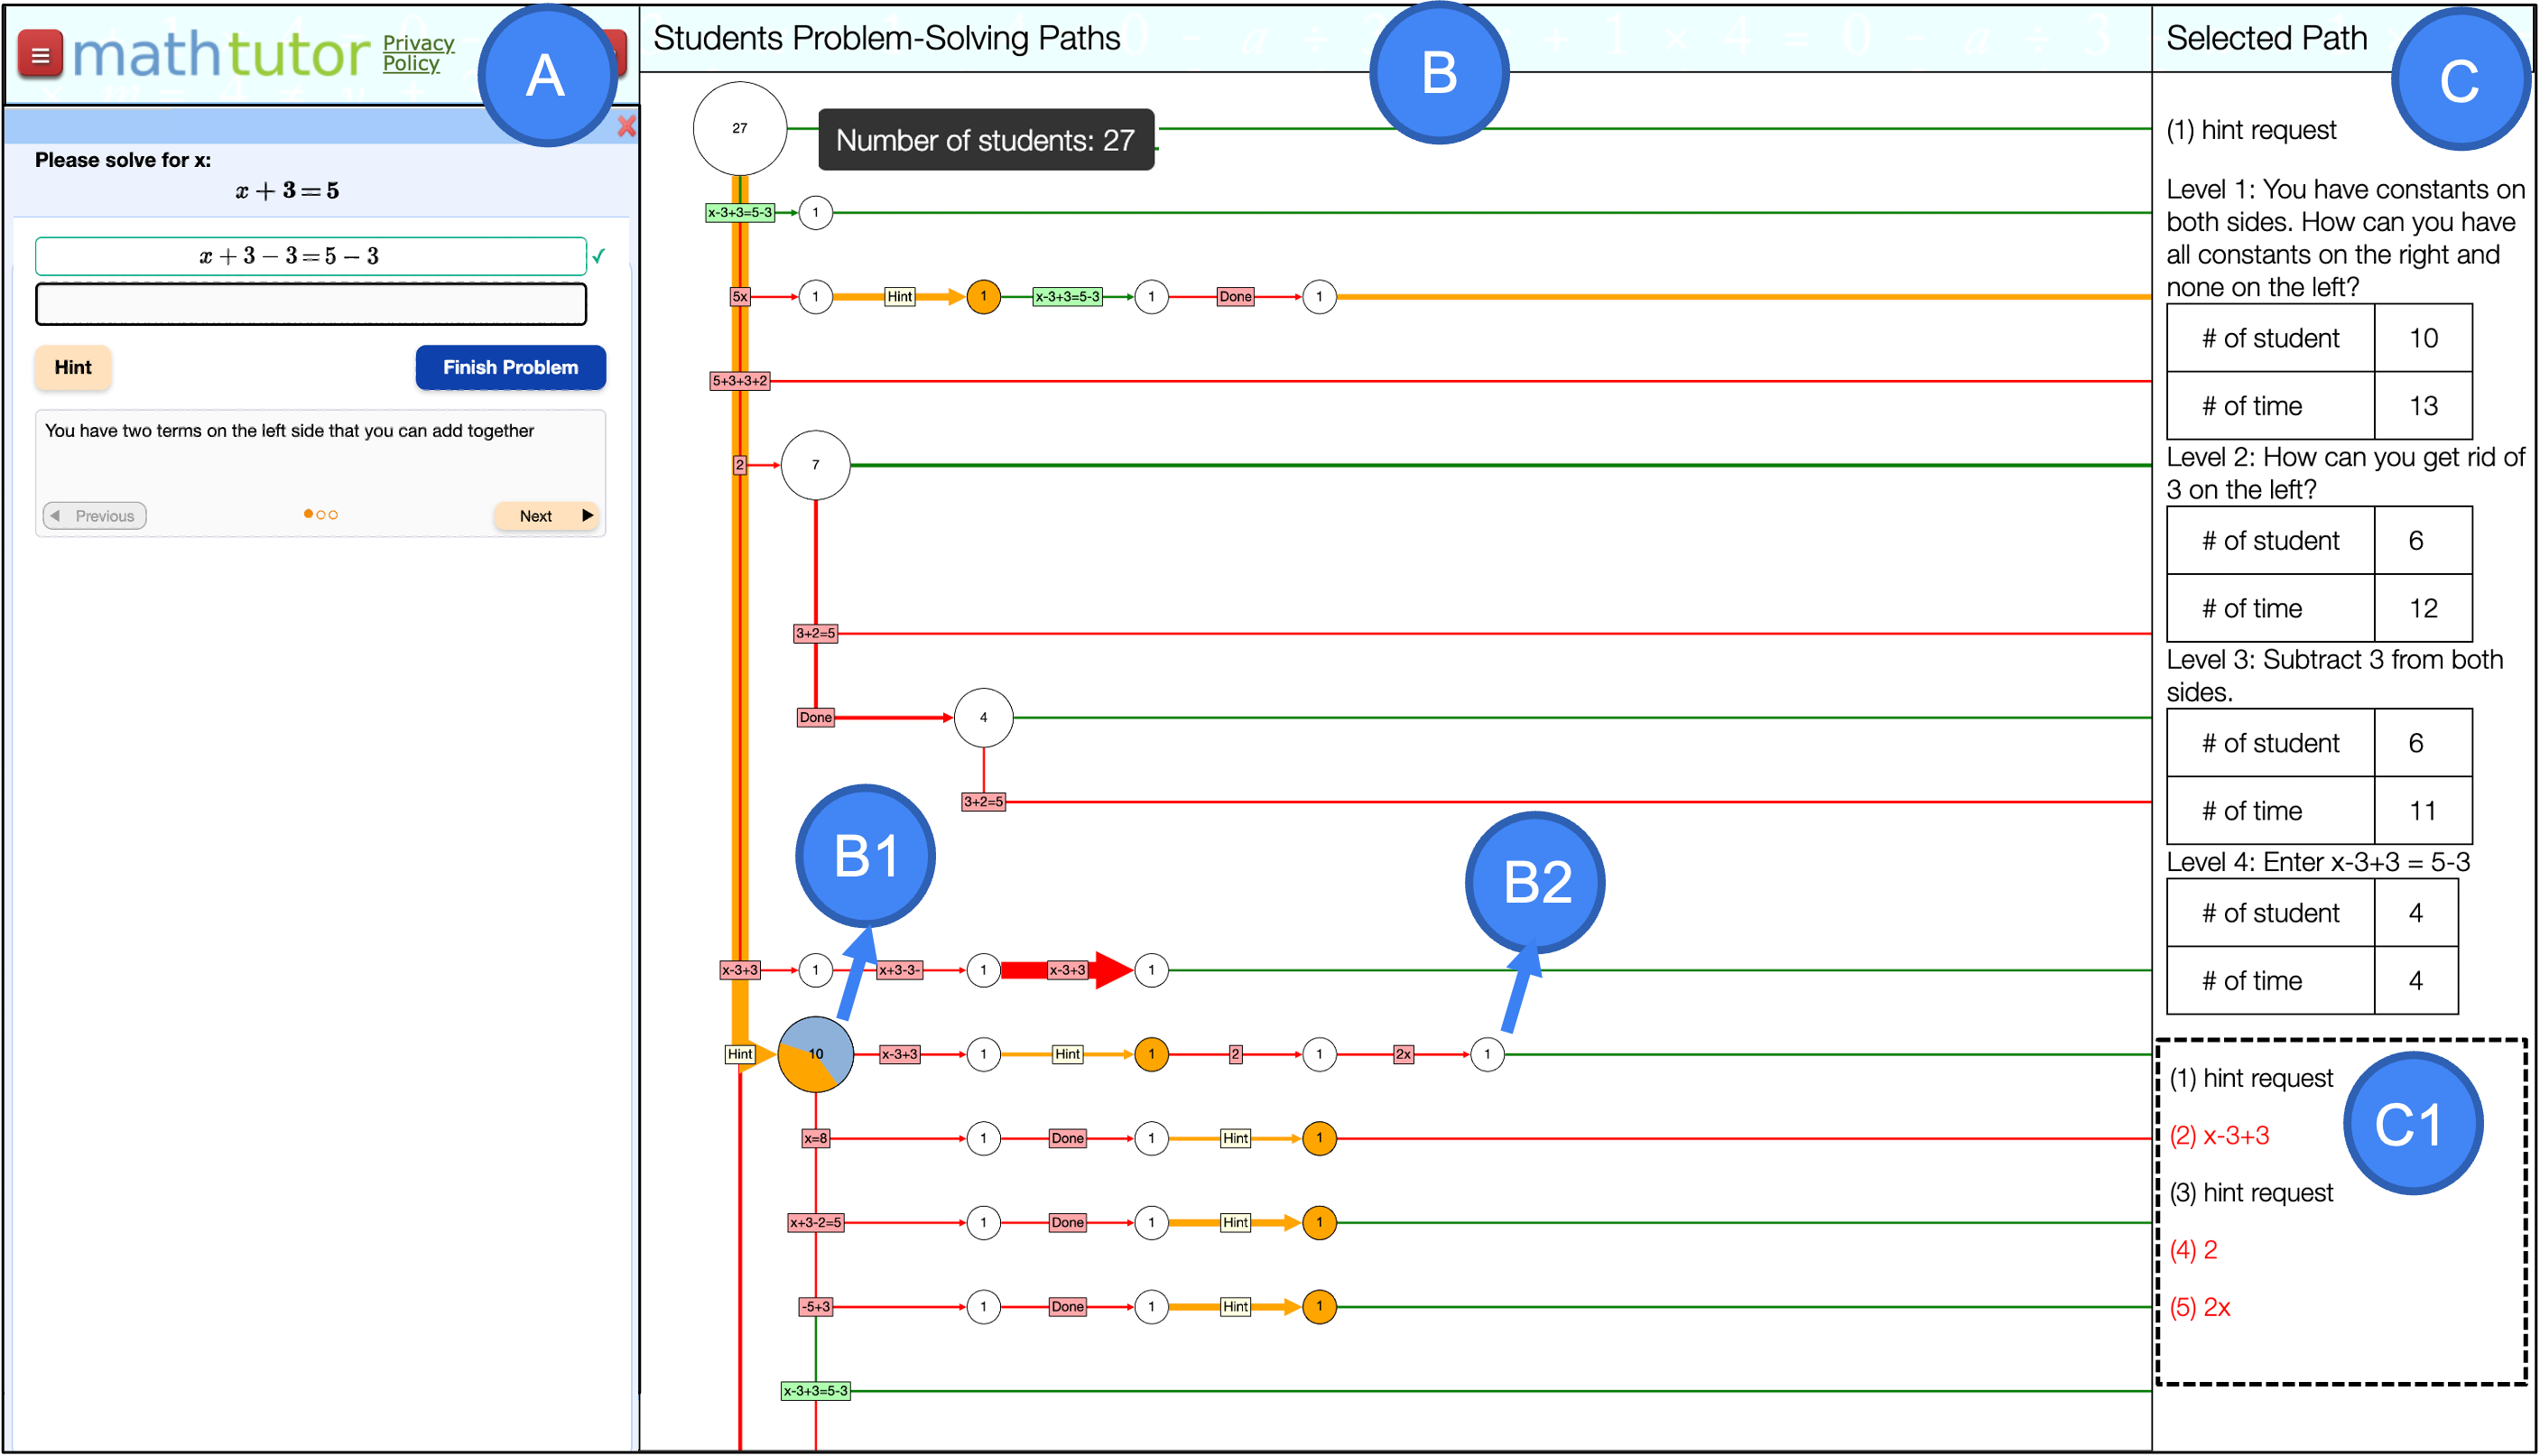 mathtutor
Privacy
Policy
A
Please solve for x:
x + 3 = 5
x + 3 − 3 = 5 − 3
Hint
Finish Problem
You have two terms on the left side that you can add together
Previous
Next
Students Problem-Solving Paths
B
27
Number of students: 27
x-3+3=5-3
1
5x
1
Hint
1
x-3+3=5-3
1
Done
1
5+3+3+2
2
7
3+2=5
Done
4
3+2=5
B1
B2
x-3+3
1
x+3-3-
1
x-3+3
1
Hint
10
x-3+3
1
Hint
1
2
1
2x
1
x=8
1
Done
1
Hint
1
x+3-2=5
1
Done
1
Hint
1
-5+3
1
Done
1
Hint
1
x-3+3=5-3
Selected Path
C
(1) hint request
Level 1: You have constants on
both sides. How can you have
all constants on the right and
none on the left?
# of student 10
# of time 13
Level 2: How can you get rid of
3 on the left?
# of student 6
# of time 12
Level 3: Subtract 3 from both
sides.
# of student 6
# of time 11
Level 4: Enter x-3+3 = 5-3
# of student 4
# of time 4
(1) hint request
C1
(2) x-3+3
(3) hint request
(4) 2
(5) 2x